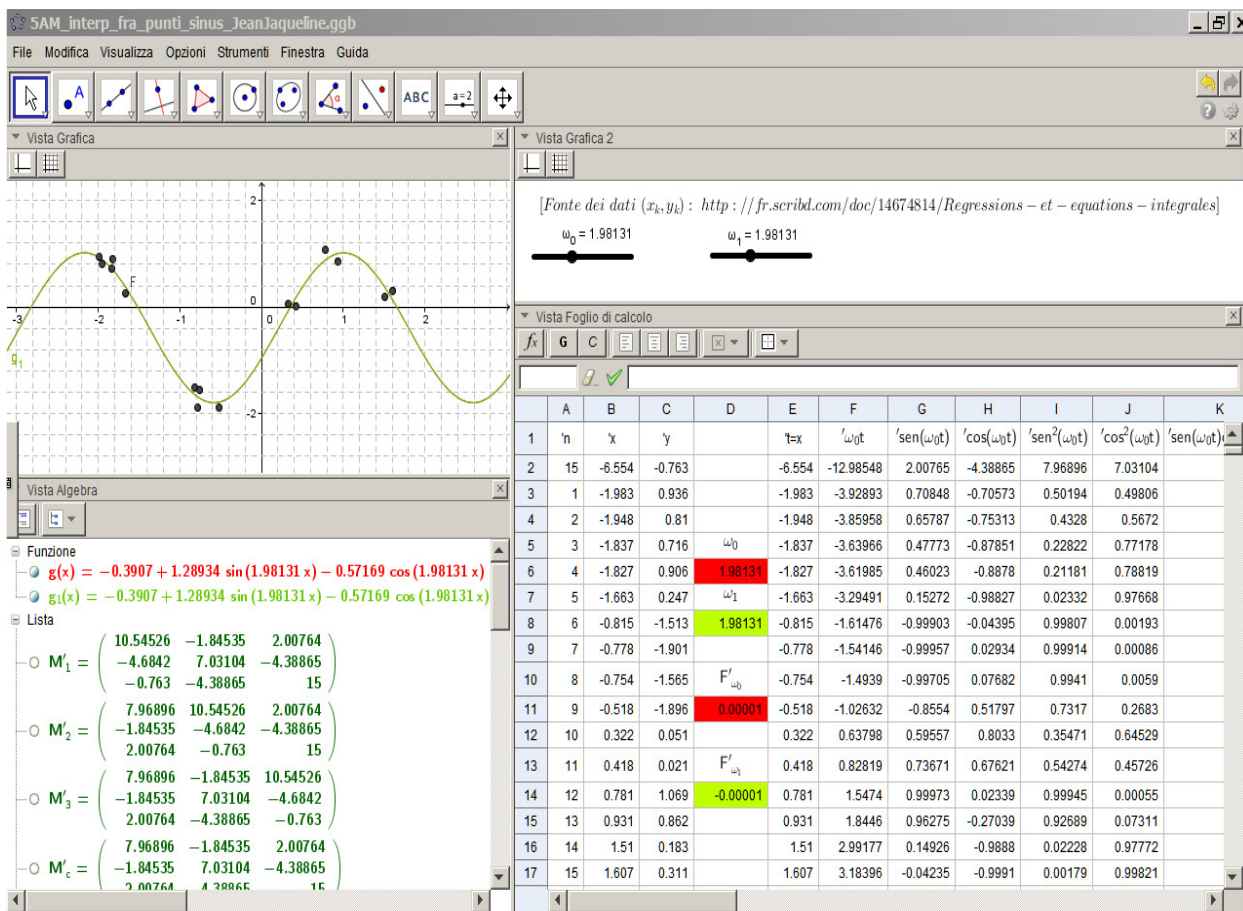 5AM_interp_fra_punti_sinus_JeanJaqueline.ggb
File Modifica Visualizza Opzioni Strumenti Finestra Guida
A ABC a=2
Vista Grafica
2
F
0
-3 -2 -1 0 1 2
g₁
-2
Vista Algebra
Funzione
g(x) = −0.3907 + 1.28934 sin (1.98131 x) − 0.57169 cos (1.98131 x)
g₁(x) = −0.3907 + 1.28934 sin (1.98131 x) − 0.57169 cos (1.98131 x)
Lista
10.54526 −1.84535 2.00764
M′₁ = −4.6842 7.03104 −4.38865
−0.763 −4.38865 15
7.96896 10.54526 2.00764
M′₂ = −1.84535 −4.6842 −4.38865
2.00764 −0.763 15
7.96896 −1.84535 10.54526
M′₃ = −1.84535 7.03104 −4.6842
2.00764 −4.38865 −0.763
7.96896 −1.84535 2.00764
M′c = −1.84535 7.03104 −4.38865
2.00764 4.38865 15
Vista Grafica 2
[Fonte dei dati (xₖ, yₖ) : http : //fr.scribd.com/doc/14674814/Regressions − et − equations − integrales]
ω₀ = 1.98131 ω₁ = 1.98131
Vista Foglio di calcolo
fx G C
A B C D E F G H I J K
1 'n 'x 'y 't=x 'ω₀t 'sen(ω₀t) 'cos(ω₀t) 'sen²(ω₀t) 'cos²(ω₀t) 'sen(ω₀t)
2 15 -6.554 -0.763 -6.554 -12.98548 2.00765 -4.38865 7.96896 7.03104
3 1 -1.983 0.936 -1.983 -3.92893 0.70848 -0.70573 0.50194 0.49806
4 2 -1.948 0.81 -1.948 -3.85958 0.65787 -0.75313 0.4328 0.5672
5 3 -1.837 0.716 ω₀ -1.837 -3.63966 0.47773 -0.87851 0.22822 0.77178
6 4 -1.827 0.906 1.98131 -1.827 -3.61985 0.46023 -0.8878 0.21181 0.78819
7 5 -1.663 0.247 ω₁ -1.663 -3.29491 0.15272 -0.98827 0.02332 0.97668
8 6 -0.815 -1.513 1.98131 -0.815 -1.61476 -0.99903 -0.04395 0.99807 0.00193
9 7 -0.778 -1.901 -0.778 -1.54146 -0.99957 0.02934 0.99914 0.00086
10 8 -0.754 -1.565 F′ω₀ -0.754 -1.4939 -0.99705 0.07682 0.9941 0.0059
11 9 -0.518 -1.896 0.00001 -0.518 -1.02632 -0.8554 0.51797 0.7317 0.2683
12 10 0.322 0.051 0.322 0.63798 0.59557 0.8033 0.35471 0.64529
13 11 0.418 0.021 F′ω₁ 0.418 0.82819 0.73671 0.67621 0.54274 0.45726
14 12 0.781 1.069 -0.00001 0.781 1.5474 0.99973 0.02339 0.99945 0.00055
15 13 0.931 0.862 0.931 1.8446 0.96275 -0.27039 0.92689 0.07311
16 14 1.51 0.183 1.51 2.99177 0.14926 -0.9888 0.02228 0.97772
17 15 1.607 0.311 1.607 3.18396 -0.04235 -0.9991 0.00179 0.99821